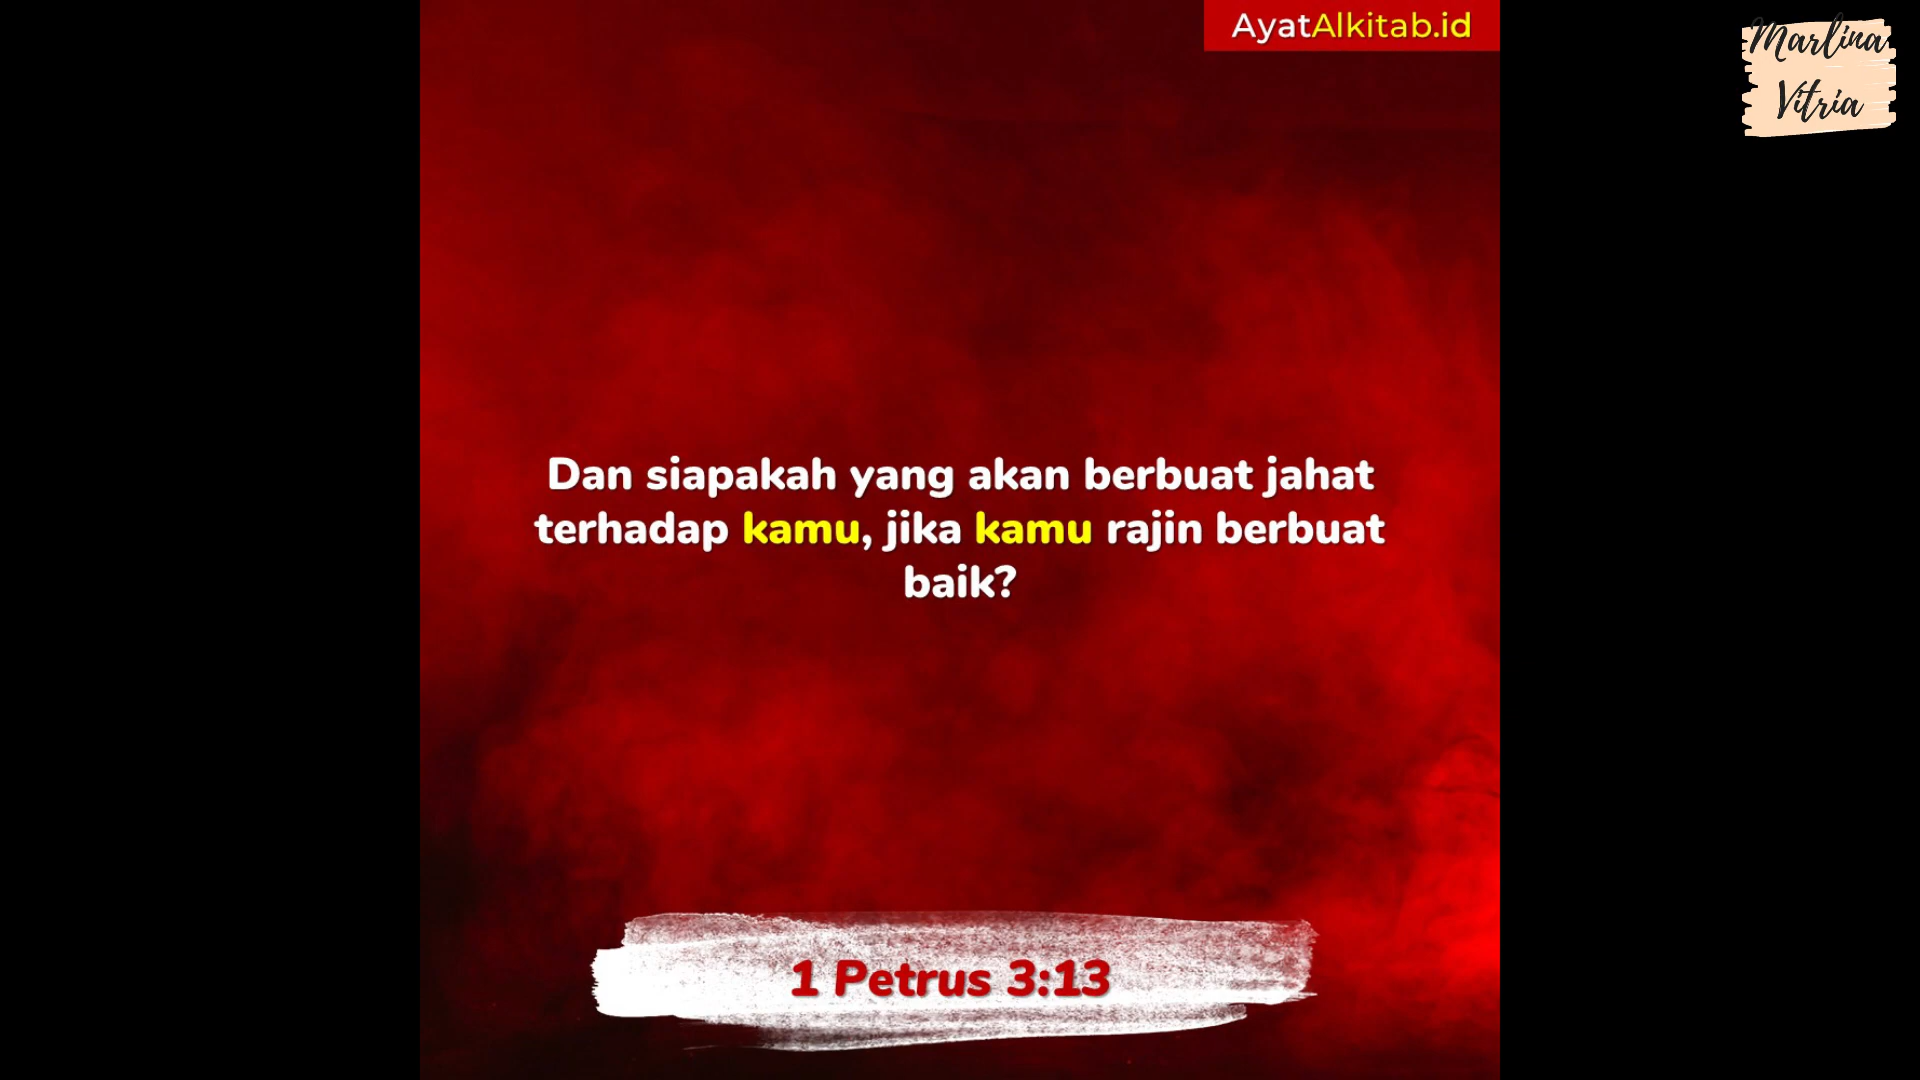 AyatAlkitab.id
Marlina
Vitria
Dan siapakah yang akan berbuat jahat
terhadap kamu, jika kamu rajin berbuat
baik?
1 Petrus 3:13